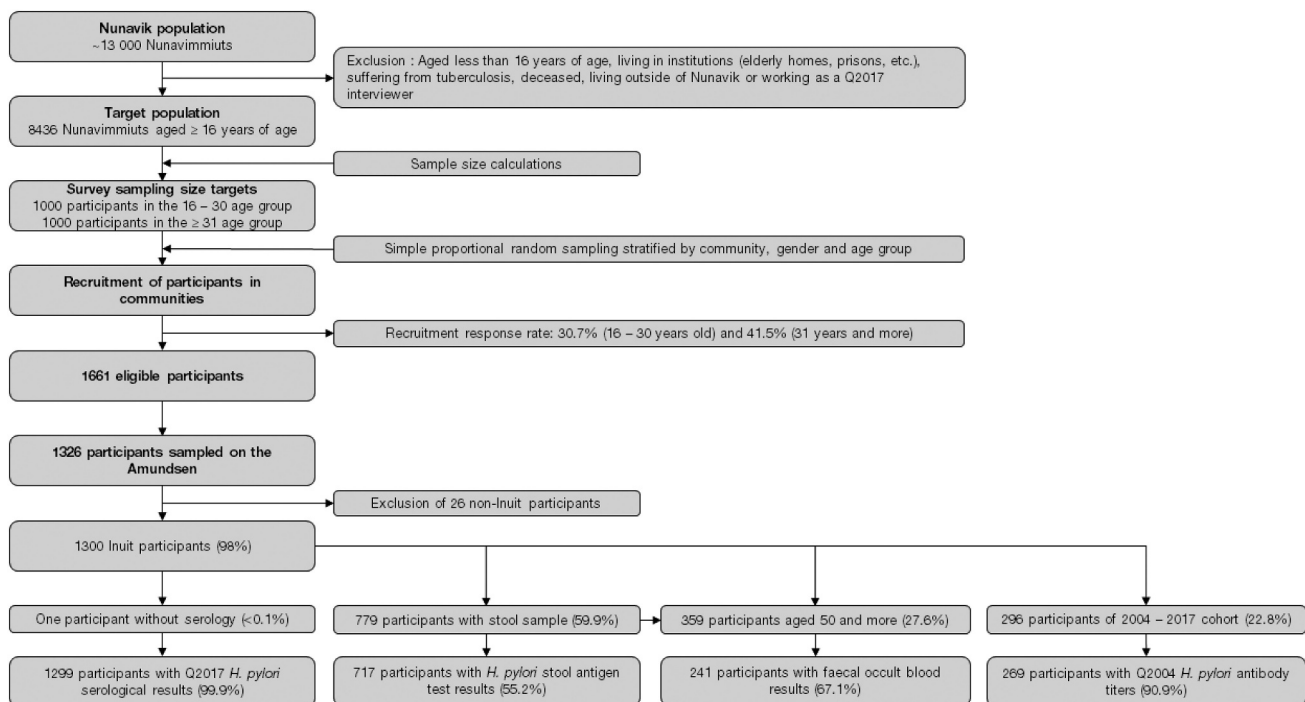 Nunavik population
~13 000 Nunavimmiuts
Exclusion : Aged less than 16 years of age, living in institutions (elderly homes, prisons, etc.),
suffering from tuberculosis, deceased, living outside of Nunavik or working as a Q2017
interviewer
Target population
8436 Nunavimmiuts aged ≥ 16 years of age
Sample size calculations
Survey sampling size targets
1000 participants in the 16 – 30 age group
1000 participants in the ≥ 31 age group
Simple proportional random sampling stratified by community, gender and age group
Recruitment of participants in
communities
Recruitment response rate: 30.7% (16 – 30 years old) and 41.5% (31 years and more)
1661 eligible participants
1326 participants sampled on the
Amundsen
Exclusion of 26 non-Inuit participants
1300 Inuit participants (98%)
One participant without serology (<0.1%)
779 participants with stool sample (59.9%)
359 participants aged 50 and more (27.6%)
296 participants of 2004 – 2017 cohort (22.8%)
1299 participants with Q2017 H. pylori
serological results (99.9%)
717 participants with H. pylori stool antigen
test results (55.2%)
241 participants with faecal occult blood
results (67.1%)
269 participants with Q2004 H. pylori antibody
titers (90.9%)